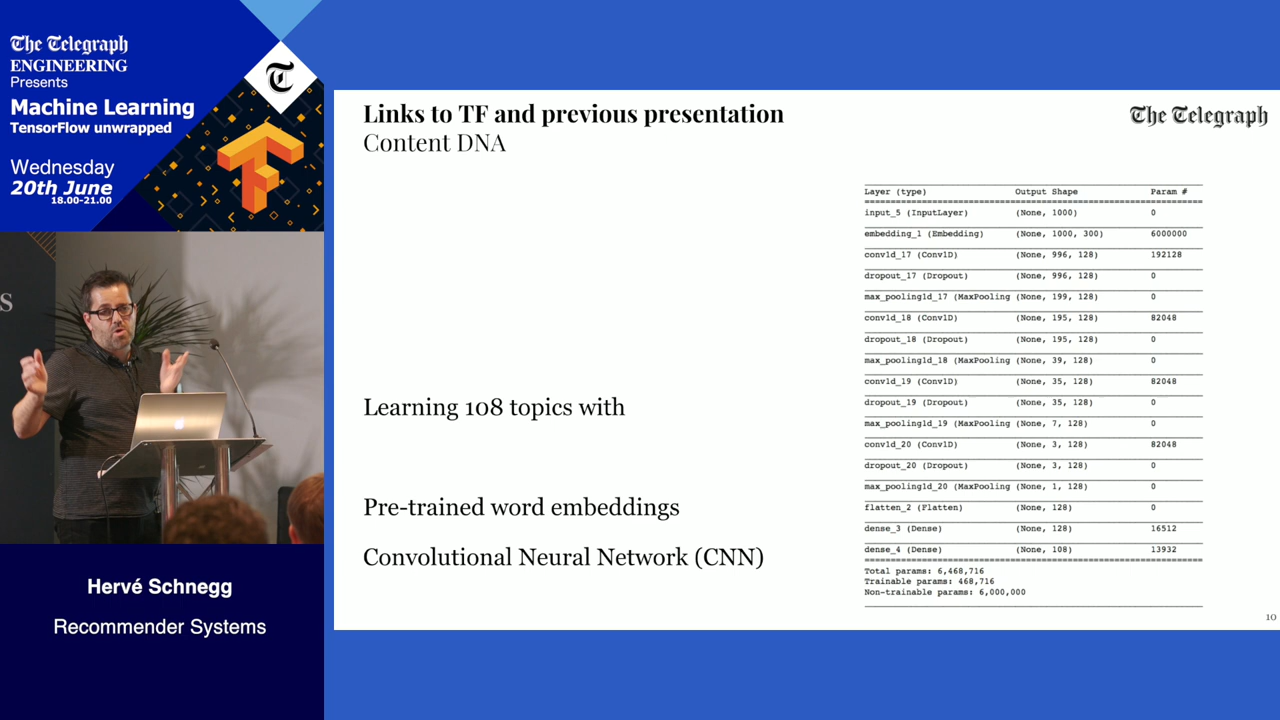 The Telegraph
ENGINEERING
Presents
Machine Learning
TensorFlow unwrapped
Wednesday
20th June
18.00-21.00
T
S
Hervé Schnegg
Recommender Systems
Links to TF and previous presentation
Content DNA
The Telegraph
Learning 108 topics with
Pre-trained word embeddings
Convolutional Neural Network (CNN)
Layer (type) Output Shape Param #
input_5 (InputLayer) (None, 1000) 0
embedding_1 (Embedding) (None, 1000, 300) 6000000
conv1d_17 (Conv1D) (None, 996, 128) 192128
dropout_17 (Dropout) (None, 996, 128) 0
max_pooling1d_17 (MaxPooling (None, 199, 128) 0
conv1d_18 (Conv1D) (None, 195, 128) 82048
dropout_18 (Dropout) (None, 195, 128) 0
max_pooling1d_18 (MaxPooling (None, 39, 128) 0
conv1d_19 (Conv1D) (None, 35, 128) 82048
dropout_19 (Dropout) (None, 35, 128) 0
max_pooling1d_19 (MaxPooling (None, 7, 128) 0
conv1d_20 (Conv1D) (None, 3, 128) 82048
dropout_20 (Dropout) (None, 3, 128) 0
max_pooling1d_20 (MaxPooling (None, 1, 128) 0
flatten_2 (Flatten) (None, 128) 0
dense_3 (Dense) (None, 128) 16512
dense_4 (Dense) (None, 108) 13932
Total params: 6,468,716
Trainable params: 468,716
Non-trainable params: 6,000,000
10